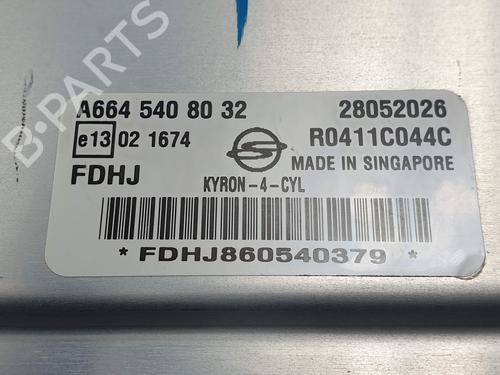 B-PARTS
A664 540 80 32 28052026
e13 02 1674 R0411C044C
FDHJ MADE IN SINGAPORE
KYRON-4-CYL
* FDHJ860540379 *